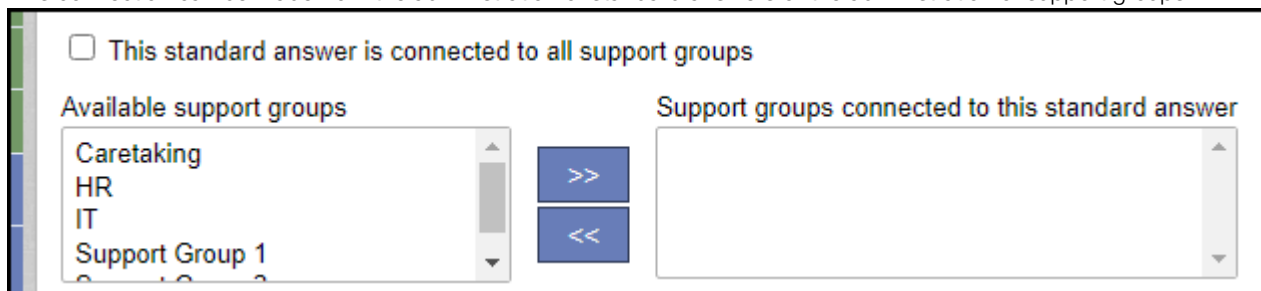 This standard answer is connected to all support groups
Available support groups
Support groups connected to this standard answer
Caretaking
HR
IT
Support Group 1
>>
<<